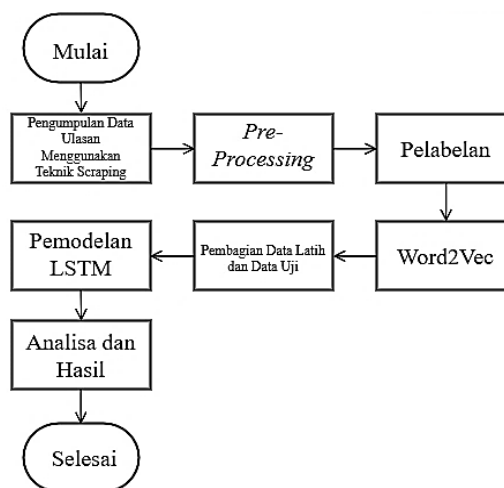 Mulai
Pengumpulan Data
Ulasan
Menggunakan
Teknik Scraping
Pre-
Processing
Pelabelan
Word2Vec
Pembagian Data Latih
dan Data Uji
Pemodelan
LSTM
Analisa dan
Hasil
Selesai